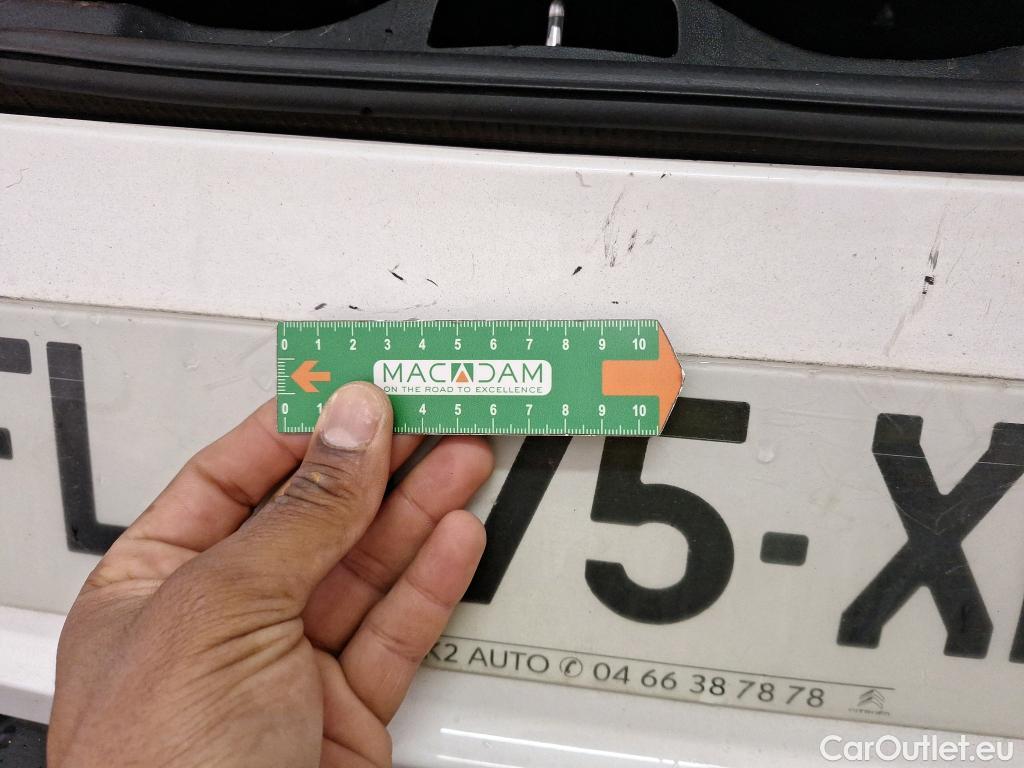 0 1 2 3 4 5 6 7 8 9 10
MACADAM
ON THE ROAD TO EXCELLENCE
0 1 4 5 6 7 8 9 10
75-X
K2 AUTO ✆ 04 66 38 78 78
CITROËN
CarOutlet.eu